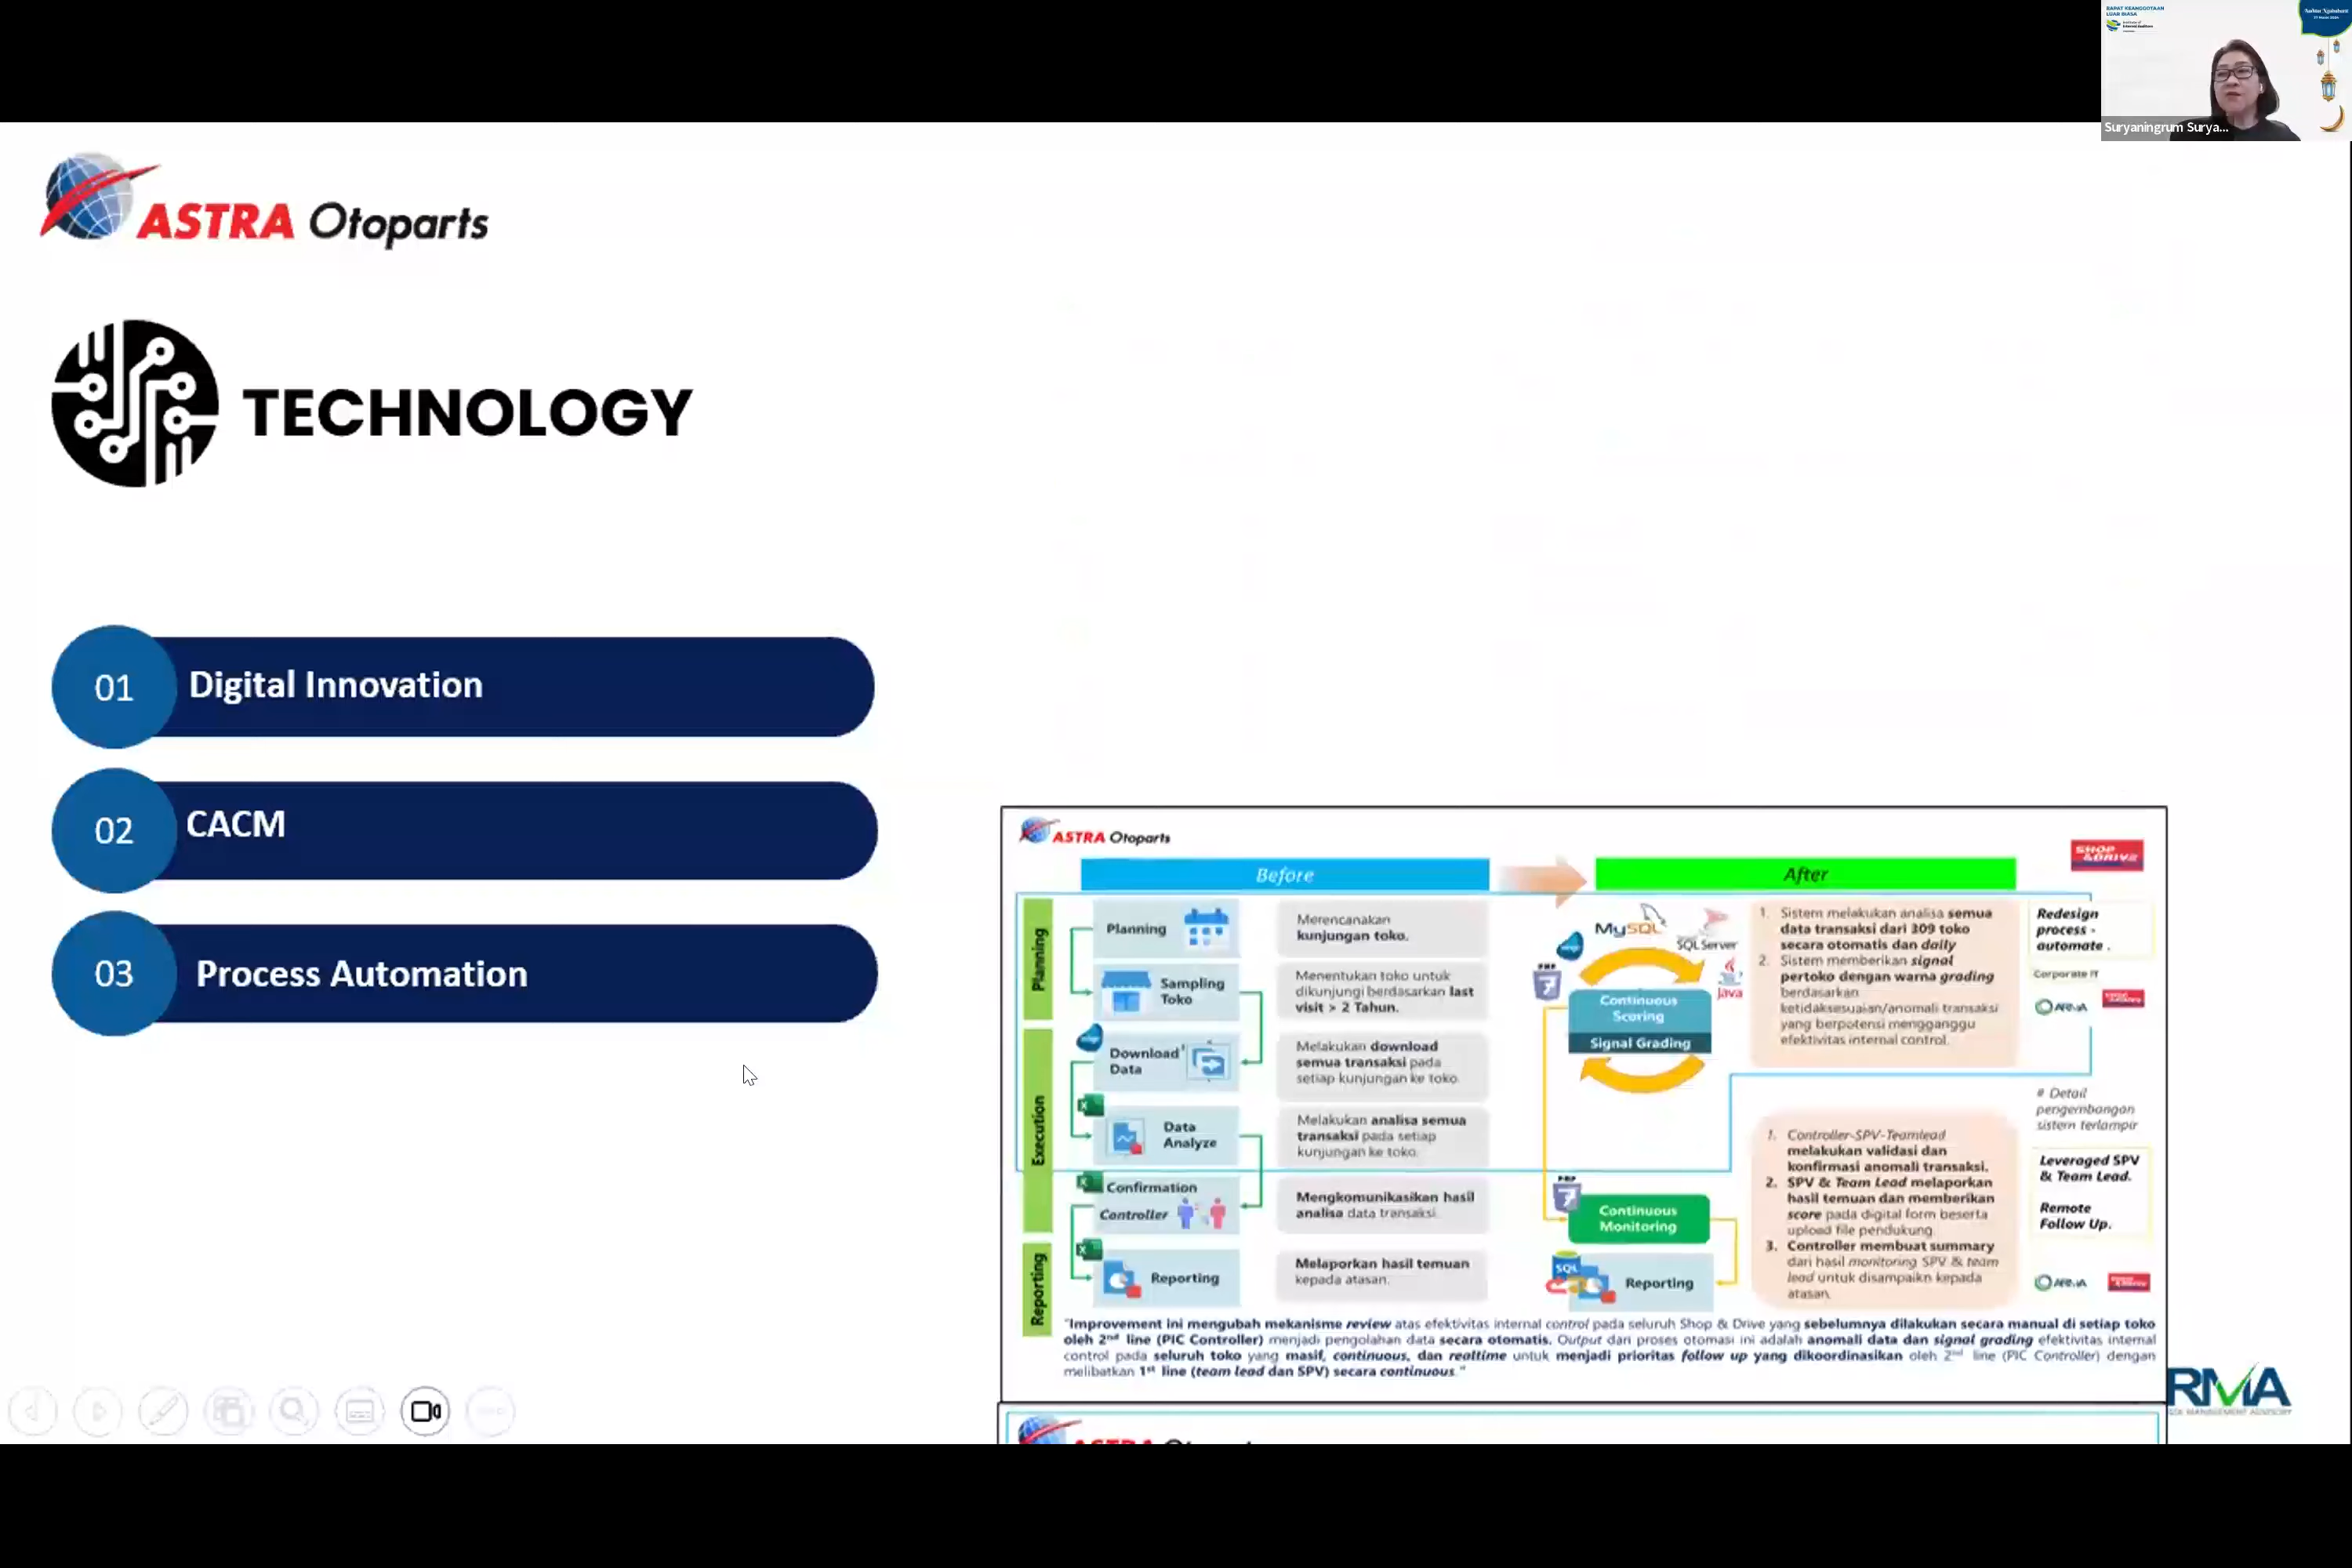 RAPAT KEANGGOTAAN
LUAR BIASA
Suryaningrum Surya...
ASTRA Otoparts
TECHNOLOGY
01 Digital Innovation
02 CACM
03 Process Automation
ASTRA Otoparts
SHOP
&DRIVE
Before
After
Planning
Planning
Merencanakan
kunjungan toko.
Sampling
Toko
Menentukan toko untuk
dikunjungi berdasarkan last
visit > 2 Tahun.
Execution
Download
Data
Melakukan download
semua transaksi pada
setiap kunjungan ke toko.
Data
Analyze
Melakukan analisa semua
transaksi pada setiap
kunjungan ke toko.
Confirmation
Controller
Mengkomunikasikan hasil
analisa data transaksi.
Reporting
Reporting
Melaporkan hasil temuan
kepada atasan.
MySQL
SQL Server
PHP
Java
Continuous
Scoring
Signal Grading
1. Sistem melakukan analisa semua
data transaksi dari 309 toko
secara otomatis dan daily
2. Sistem memberikan signal
pertoko dengan warna grading
berdasarkan
ketidaksesuaian/anomali transaksi
yang berpotensi mengganggu
efektivitas internal control.
Redesign
process -
automate .
Corporate IT
# Detail
pengembangan
sistem terlampir
PHP
Continuous
Monitoring
SQL
Reporting
1. Controller-SPV-Teamlead
melakukan validasi dan
konfirmasi anomali transaksi.
2. SPV & Team Lead melaporkan
hasil temuan dan memberikan
score pada digital form beserta
upload file pendukung.
3. Controller membuat summary
dari hasil monitoring SPV & team
lead untuk disampaikn kepada
atasan.
Leveraged SPV
& Team Lead.
Remote
Follow Up.
"Improvement ini mengubah mekanisme review atas efektivitas internal control pada seluruh Shop & Drive yang sebelumnya dilakukan secara manual di setiap toko
oleh 2nd line (PIC Controller) menjadi pengolahan data secara otomatis. Output dari proses otomasi ini adalah anomali data dan signal grading efektivitas internal
control pada seluruh toko yang masif, continuous, dan realtime untuk menjadi prioritas follow up yang dikoordinasikan oleh 2nd line (PIC Controller) dengan
melibatkan 1st line (team lead dan SPV) secara continuous."
RMA
ASTRA Otoparts